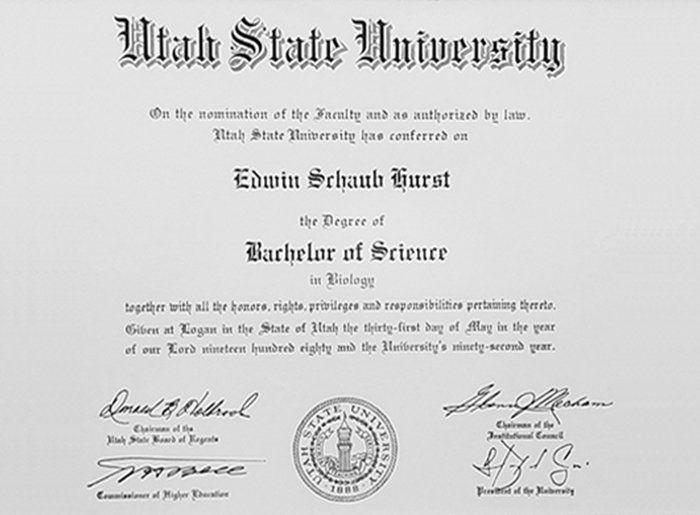 Utah State University
On the nomination of the Faculty and as authorized by law.
Utah State University has conferred on
Edwin Schaub Hurst
the Degree of
Bachelor of Science
in Biology
together with all the honors, rights, privileges and responsibilities pertaining thereto.
Given at Logan in the State of Utah the thirty-first day of May in the year
of our Lord nineteen hundred eighty and the University's ninety-second year.
Chairman of the
Utah State Board of Regents
Commissioner of Higher Education
UTAH STATE UNIVERSITY
1888
Chairman of the
Institutional Council
President of the University